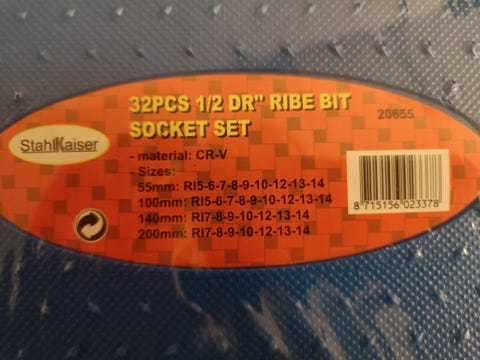 32PCS 1/2 DR" RIBE BIT
SOCKET SET
20655
StahlKaiser
- material: CR-V
- Sizes:
55mm: RI5-6-7-8-9-10-12-13-14
100mm: RI5-6-7-8-9-10-12-13-14
140mm: RI7-8-9-10-12-13-14
200mm: RI7-8-9-10-12-13-14
8 715156 023378